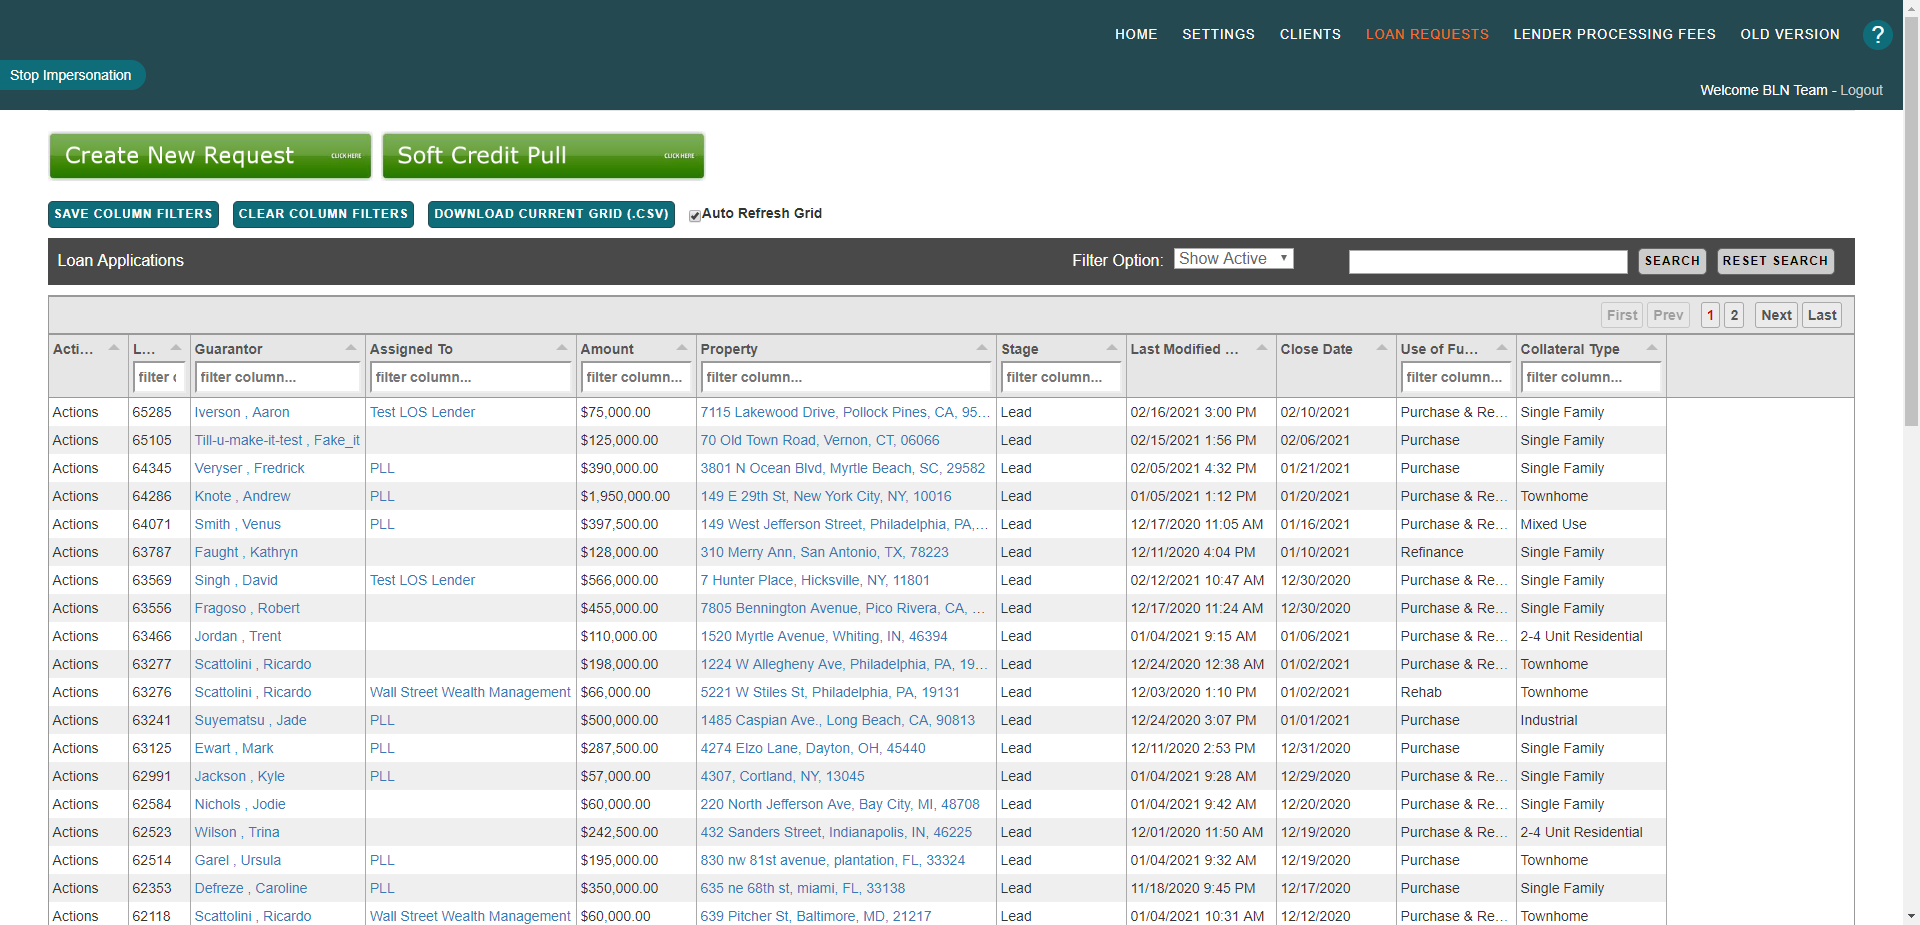 HOME SETTINGS CLIENTS LOAN REQUESTS LENDER PROCESSING FEES OLD VERSION ?
Stop Impersonation
Welcome BLN Team - Logout
Create New Request CLICK HERE Soft Credit Pull CLICK HERE
SAVE COLUMN FILTERS CLEAR COLUMN FILTERS DOWNLOAD CURRENT GRID (.CSV) Auto Refresh Grid
Loan Applications Filter Option: Show Active SEARCH RESET SEARCH
First Prev 1 2 Next Last
Acti... L... Guarantor Assigned To Amount Property Stage Last Modified ... Close Date Use of Fu... Collateral Type
filter c filter column... filter column... filter column... filter column... filter column... filter column... filter column...
Actions 65285 Iverson , Aaron Test LOS Lender $75,000.00 7115 Lakewood Drive, Pollock Pines, CA, 95... Lead 02/16/2021 3:00 PM 02/10/2021 Purchase & Re... Single Family
Actions 65105 Till-u-make-it-test , Fake_it $125,000.00 70 Old Town Road, Vernon, CT, 06066 Lead 02/15/2021 1:56 PM 02/06/2021 Purchase Single Family
Actions 64345 Veryser , Fredrick PLL $390,000.00 3801 N Ocean Blvd, Myrtle Beach, SC, 29582 Lead 02/05/2021 4:32 PM 01/21/2021 Purchase Single Family
Actions 64286 Knote , Andrew PLL $1,950,000.00 149 E 29th St, New York City, NY, 10016 Lead 01/05/2021 1:12 PM 01/20/2021 Purchase & Re... Townhome
Actions 64071 Smith , Venus PLL $397,500.00 149 West Jefferson Street, Philadelphia, PA,... Lead 12/17/2020 11:05 AM 01/16/2021 Purchase & Re... Mixed Use
Actions 63787 Faught , Kathryn $128,000.00 310 Merry Ann, San Antonio, TX, 78223 Lead 12/11/2020 4:04 PM 01/10/2021 Refinance Single Family
Actions 63569 Singh , David Test LOS Lender $566,000.00 7 Hunter Place, Hicksville, NY, 11801 Lead 02/12/2021 10:47 AM 12/30/2020 Purchase & Re... Single Family
Actions 63556 Fragoso , Robert $455,000.00 7805 Bennington Avenue, Pico Rivera, CA, ... Lead 12/17/2020 11:24 AM 12/30/2020 Purchase & Re... Single Family
Actions 63466 Jordan , Trent $110,000.00 1520 Myrtle Avenue, Whiting, IN, 46394 Lead 01/04/2021 9:15 AM 01/06/2021 Purchase & Re... 2-4 Unit Residential
Actions 63277 Scattolini , Ricardo $198,000.00 1224 W Allegheny Ave, Philadelphia, PA, 19... Lead 12/24/2020 12:38 AM 01/02/2021 Purchase & Re... Townhome
Actions 63276 Scattolini , Ricardo Wall Street Wealth Management $66,000.00 5221 W Stiles St, Philadelphia, PA, 19131 Lead 12/03/2020 1:10 PM 01/02/2021 Rehab Townhome
Actions 63241 Suyematsu , Jade PLL $500,000.00 1485 Caspian Ave., Long Beach, CA, 90813 Lead 12/24/2020 3:07 PM 01/01/2021 Purchase Industrial
Actions 63125 Ewart , Mark PLL $287,500.00 4274 Elzo Lane, Dayton, OH, 45440 Lead 12/11/2020 2:53 PM 12/31/2020 Purchase Single Family
Actions 62991 Jackson , Kyle PLL $57,000.00 4307, Cortland, NY, 13045 Lead 01/04/2021 9:28 AM 12/29/2020 Purchase & Re... Single Family
Actions 62584 Nichols , Jodie $60,000.00 220 North Jefferson Ave, Bay City, MI, 48708 Lead 01/04/2021 9:42 AM 12/20/2020 Purchase & Re... Single Family
Actions 62523 Wilson , Trina $242,500.00 432 Sanders Street, Indianapolis, IN, 46225 Lead 12/01/2020 11:50 AM 12/19/2020 Purchase & Re... 2-4 Unit Residential
Actions 62514 Garel , Ursula PLL $195,000.00 830 nw 81st avenue, plantation, FL, 33324 Lead 01/04/2021 9:32 AM 12/19/2020 Purchase Townhome
Actions 62353 Defreze , Caroline PLL $350,000.00 635 ne 68th st, miami, FL, 33138 Lead 11/18/2020 9:45 PM 12/17/2020 Purchase Single Family
Actions 62118 Scattolini , Ricardo Wall Street Wealth Management $60,000.00 639 Pitcher St, Baltimore, MD, 21217 Lead 01/04/2021 10:31 AM 12/12/2020 Purchase & Re... Townhome